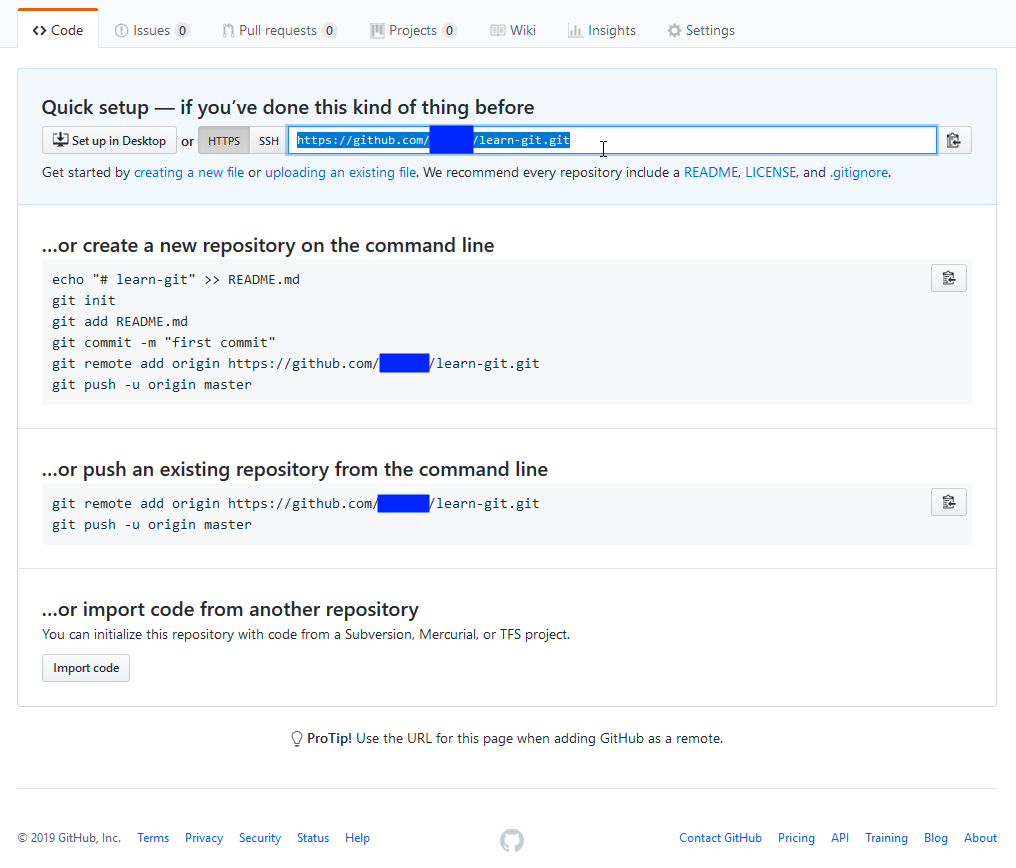 Code Issues 0 Pull requests 0 Projects 0 Wiki Insights Settings
Quick setup — if you’ve done this kind of thing before
Set up in Desktop or HTTPS SSH https://github.com/ /learn-git.git
Get started by creating a new file or uploading an existing file. We recommend every repository include a README, LICENSE, and .gitignore.
…or create a new repository on the command line
echo "# learn-git" >> README.md
git init
git add README.md
git commit -m "first commit"
git remote add origin https://github.com/ /learn-git.git
git push -u origin master
…or push an existing repository from the command line
git remote add origin https://github.com/ /learn-git.git
git push -u origin master
…or import code from another repository
You can initialize this repository with code from a Subversion, Mercurial, or TFS project.
Import code
ProTip! Use the URL for this page when adding GitHub as a remote.
© 2019 GitHub, Inc. Terms Privacy Security Status Help Contact GitHub Pricing API Training Blog About